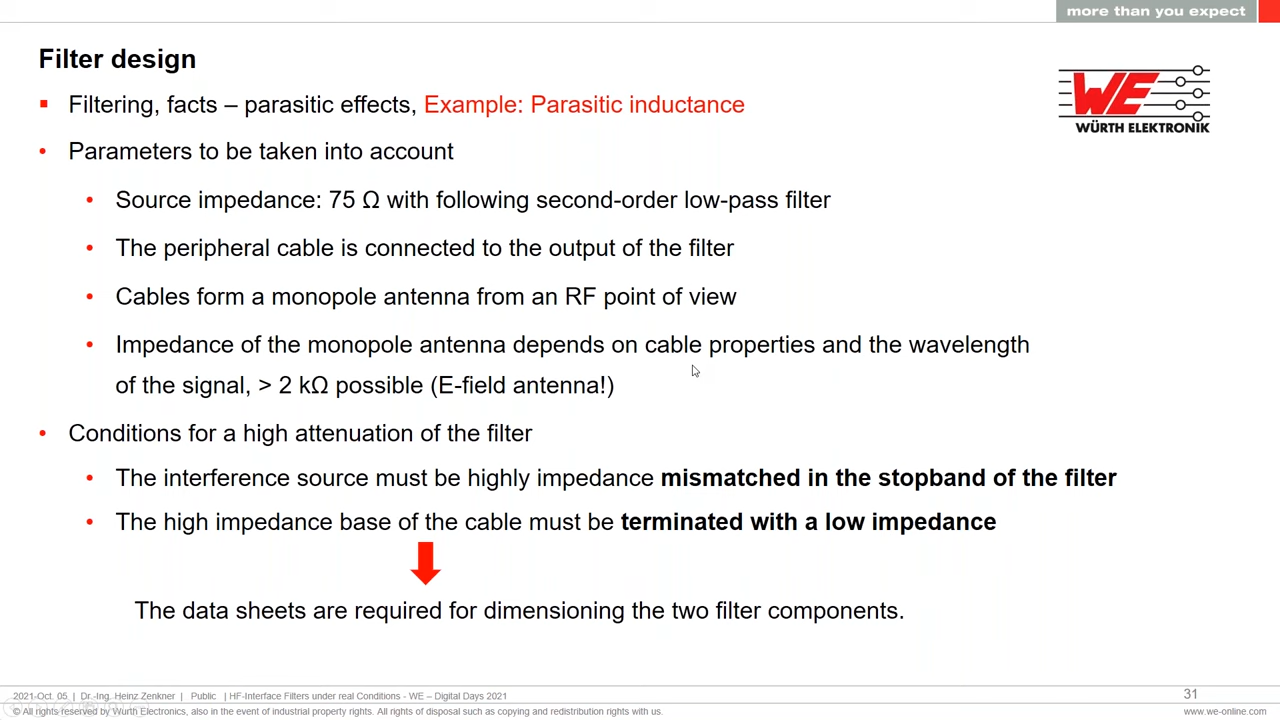 more than you expect
Filter design
WE
WÜRTH ELEKTRONIK
Filtering, facts – parasitic effects, Example: Parasitic inductance
Parameters to be taken into account
Source impedance: 75 Ω with following second-order low-pass filter
The peripheral cable is connected to the output of the filter
Cables form a monopole antenna from an RF point of view
Impedance of the monopole antenna depends on cable properties and the wavelength
of the signal, > 2 kΩ possible (E-field antenna!)
Conditions for a high attenuation of the filter
The interference source must be highly impedance mismatched in the stopband of the filter
The high impedance base of the cable must be terminated with a low impedance
The data sheets are required for dimensioning the two filter components.
2021-Oct. 05 | Dr.-Ing. Heinz Zenkner | Public | HF-Interface Filters under real Conditions - WE – Digital Days 2021
31
© All rights reserved by Wurth Electronics, also in the event of industrial property rights. All rights of disposal such as copying and redistribution rights with us.
www.we-online.com